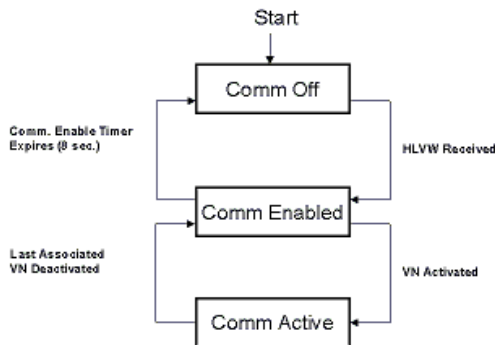 Start
Comm Off
Comm. Enable Timer
Expires (8 sec.)
HLVW Received
Comm Enabled
Last Associated
VN Deactivated
VN Activated
Comm Active